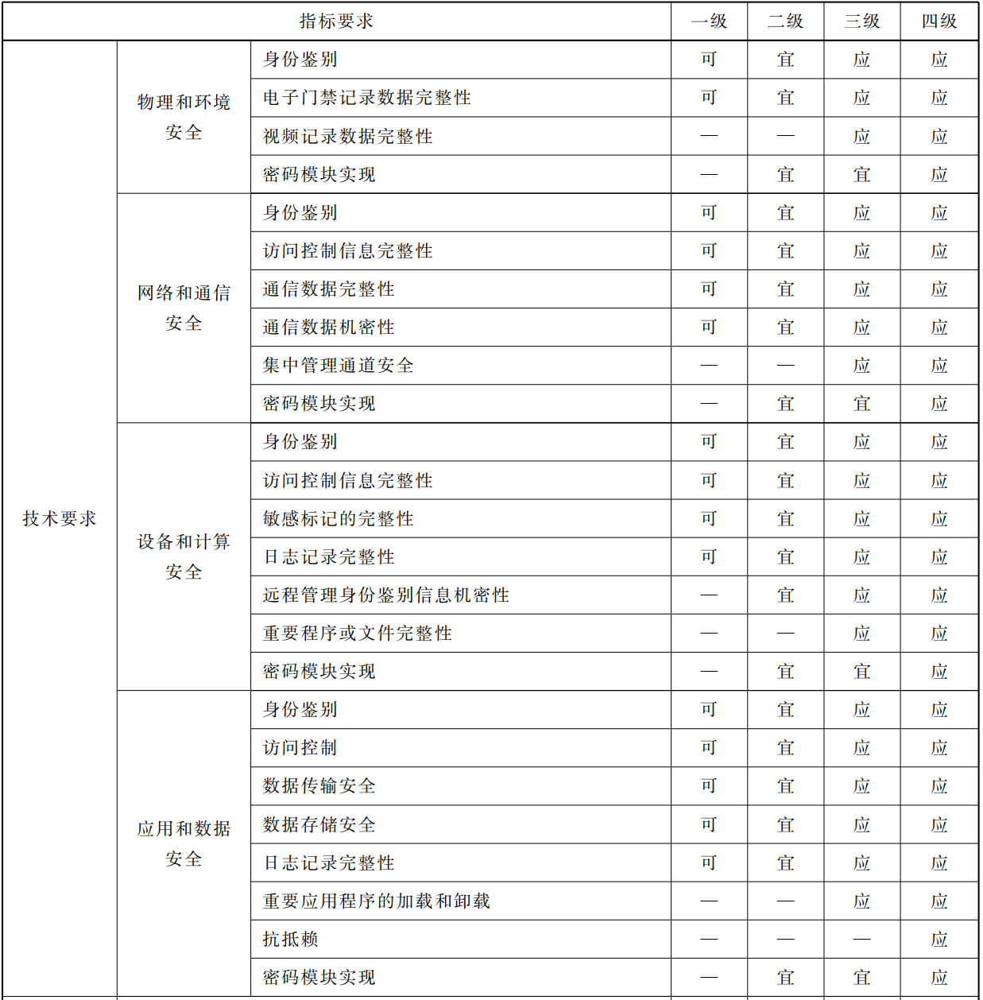 指标要求 一级 二级 三级 四级
技术要求
物理和环境
安全
身份鉴别 可 宜 应 应
电子门禁记录数据完整性 可 宜 应 应
视频记录数据完整性 — — 应 应
密码模块实现 — 宜 宜 应
网络和通信
安全
身份鉴别 可 宜 应 应
访问控制信息完整性 可 宜 应 应
通信数据完整性 可 宜 应 应
通信数据机密性 可 宜 应 应
集中管理通道安全 — — 应 应
密码模块实现 — 宜 宜 应
设备和计算
安全
身份鉴别 可 宜 应 应
访问控制信息完整性 可 宜 应 应
敏感标记的完整性 可 宜 应 应
日志记录完整性 可 宜 应 应
远程管理身份鉴别信息机密性 — 宜 应 应
重要程序或文件完整性 — — 应 应
密码模块实现 — 宜 宜 应
应用和数据
安全
身份鉴别 可 宜 应 应
访问控制 可 宜 应 应
数据传输安全 可 宜 应 应
数据存储安全 可 宜 应 应
日志记录完整性 可 宜 应 应
重要应用程序的加载和卸载 — — 应 应
抗抵赖 — — — 应
密码模块实现 — 宜 宜 应